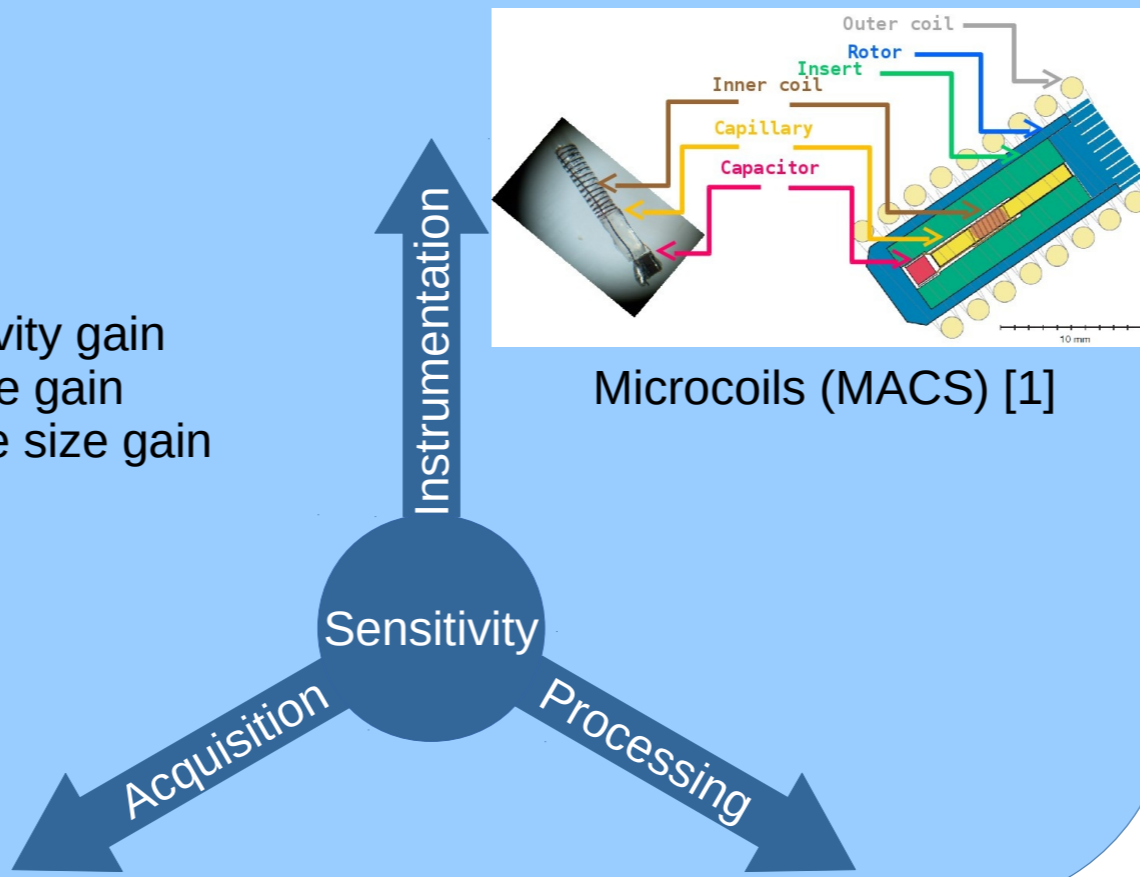 Outer coil
Rotor
Insert
Inner coil
Capillary
Capacitor
10 mm
Microcoils (MACS) [1]
gain
gain
size gain
Instrumentation
Sensitivity
Acquisition
Processing